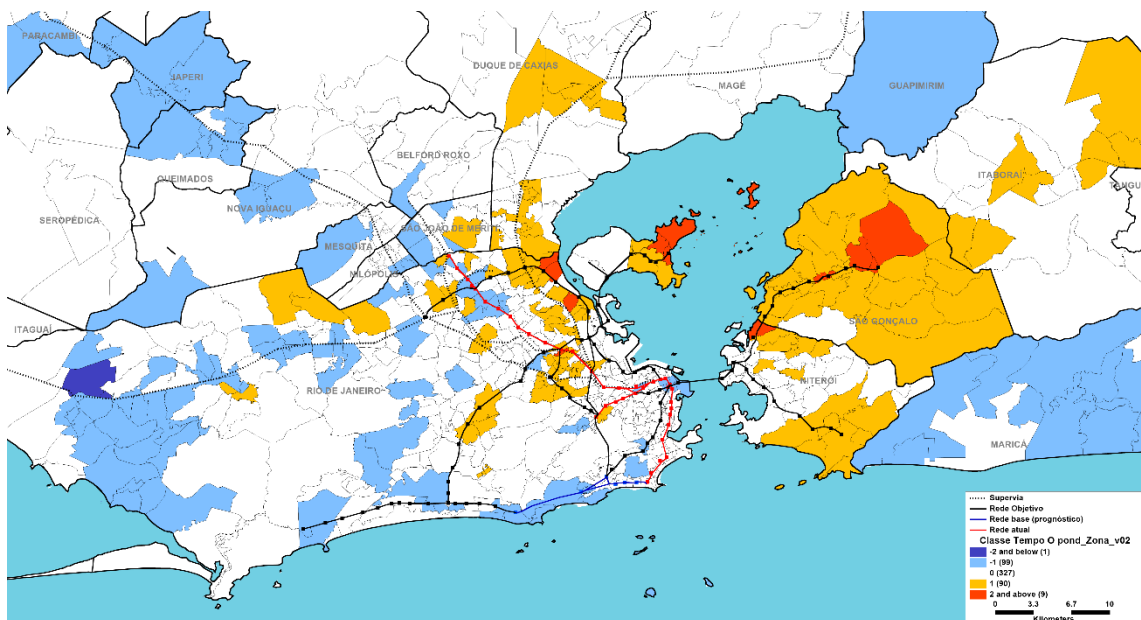 PARACAMBI
JAPERI
DUQUE DE CAXIAS
MAGÉ
GUAPIMIRIM
BELFORD ROXO
QUEIMADOS
ITABORAÍ
TANGU
SEROPÉDICA
NOVA IGUAÇU
SÃO JOÃO DE MERITI
MESQUITA
NILÓPOLIS
ITAGUAÍ
SÃO GONÇALO
RIO DE JANEIRO
NITERÓI
MARICÁ
Supervia
Rede Objetivo
Rede base (prognóstico)
Rede atual
Classe Tempo O pond_Zona_v02
-2 and below (1)
-1 (99)
0 (327)
1 (90)
2 and above (9)
0 3.3 6.7 10
Kilometers